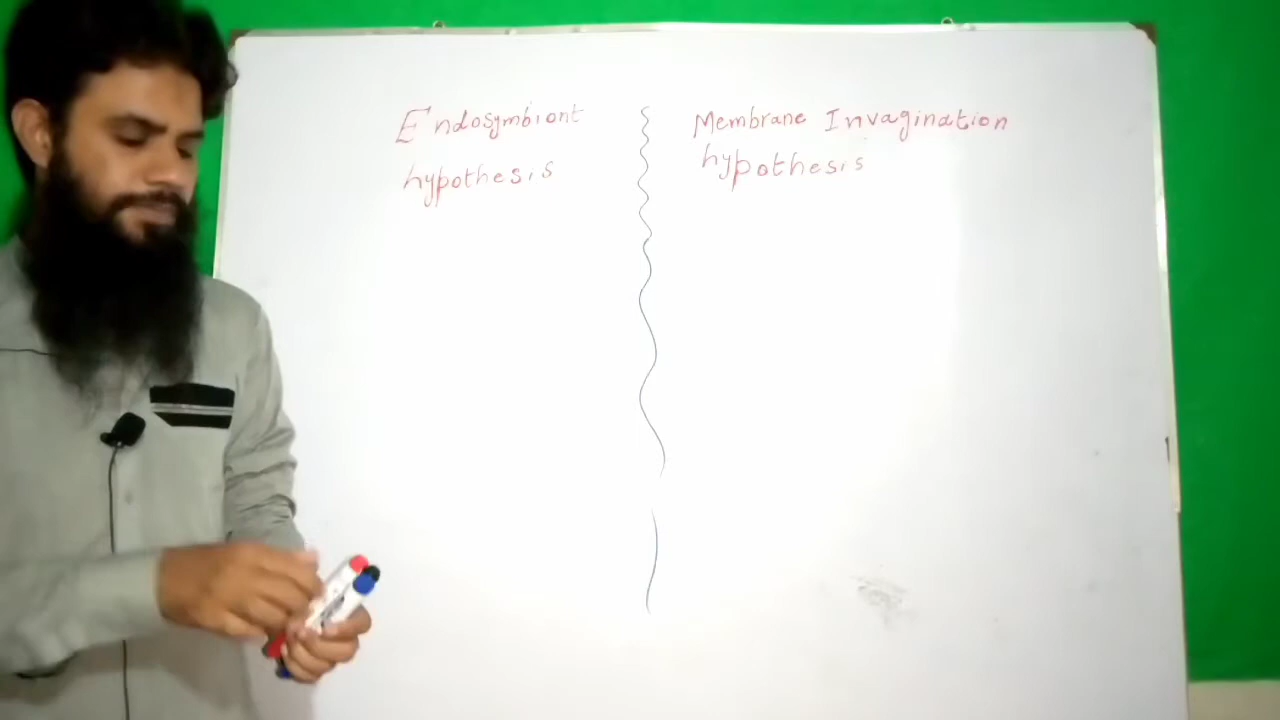 Endosymbiont
hypothesis
Membrane Invagination
hypothesis